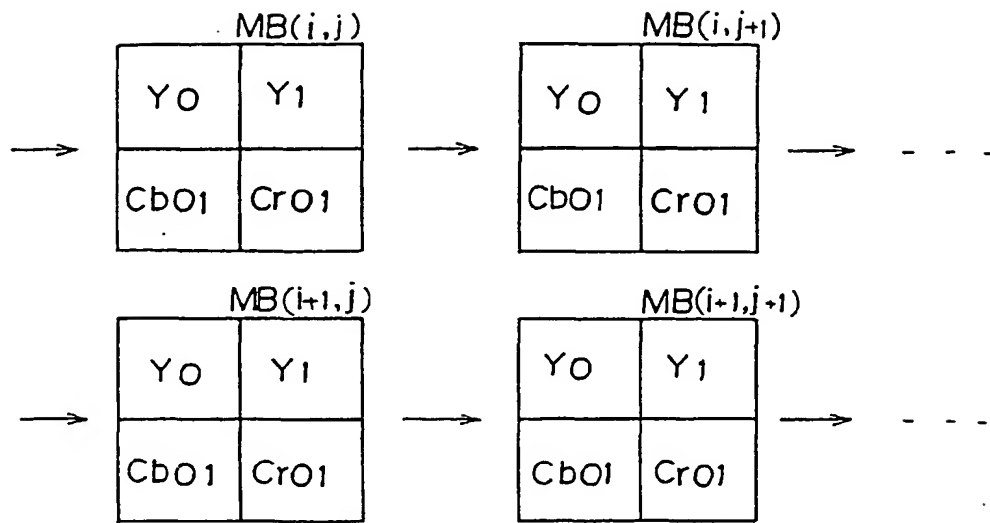 MB(i,j) MB(i,j+1)
Y0 Y1 Y0 Y1
Cb01 Cr01 Cb01 Cr01
MB(i+1,j) MB(i+1,j+1)
Y0 Y1 Y0 Y1
Cb01 Cr01 Cb01 Cr01